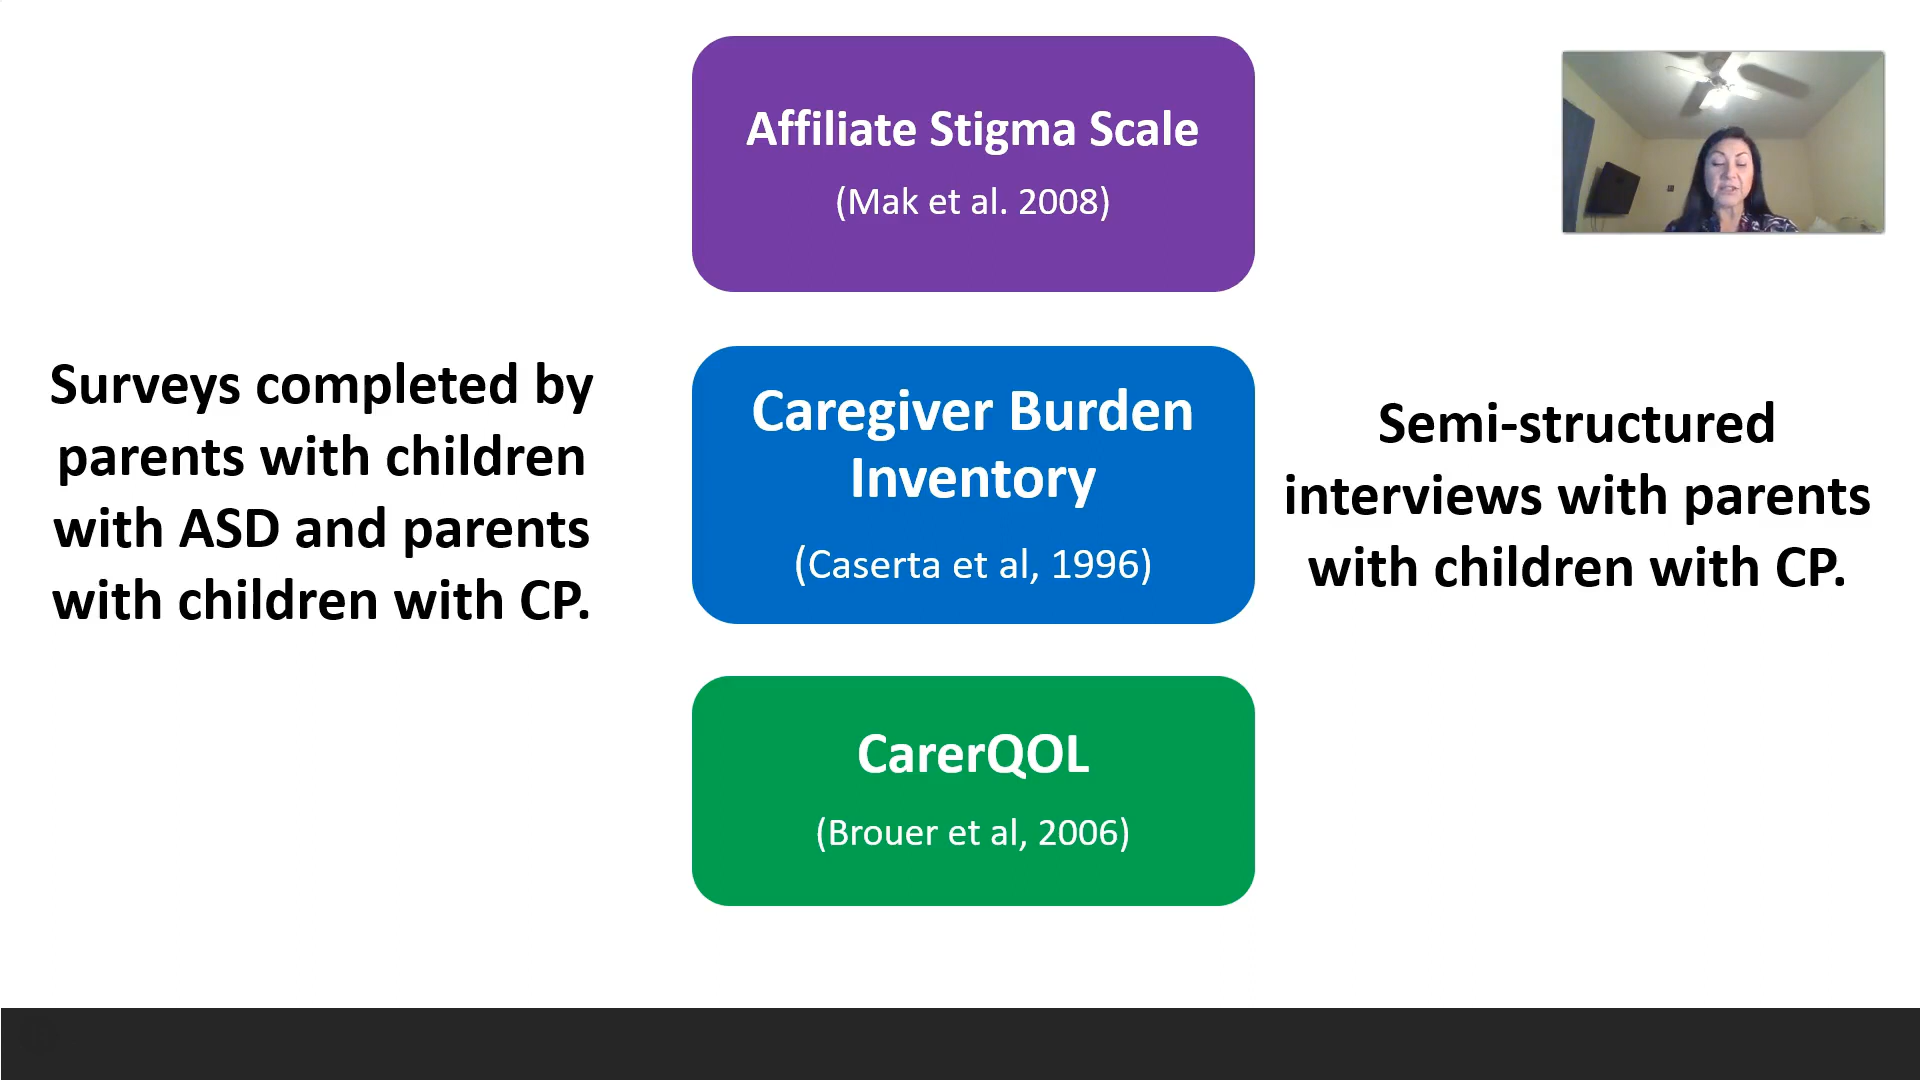 Affiliate Stigma Scale
(Mak et al. 2008)
Surveys completed by
parents with children
with ASD and parents
with children with CP.
Caregiver Burden
Inventory
(Caserta et al, 1996)
Semi-structured
interviews with parents
with children with CP.
CarerQOL
(Brouer et al, 2006)